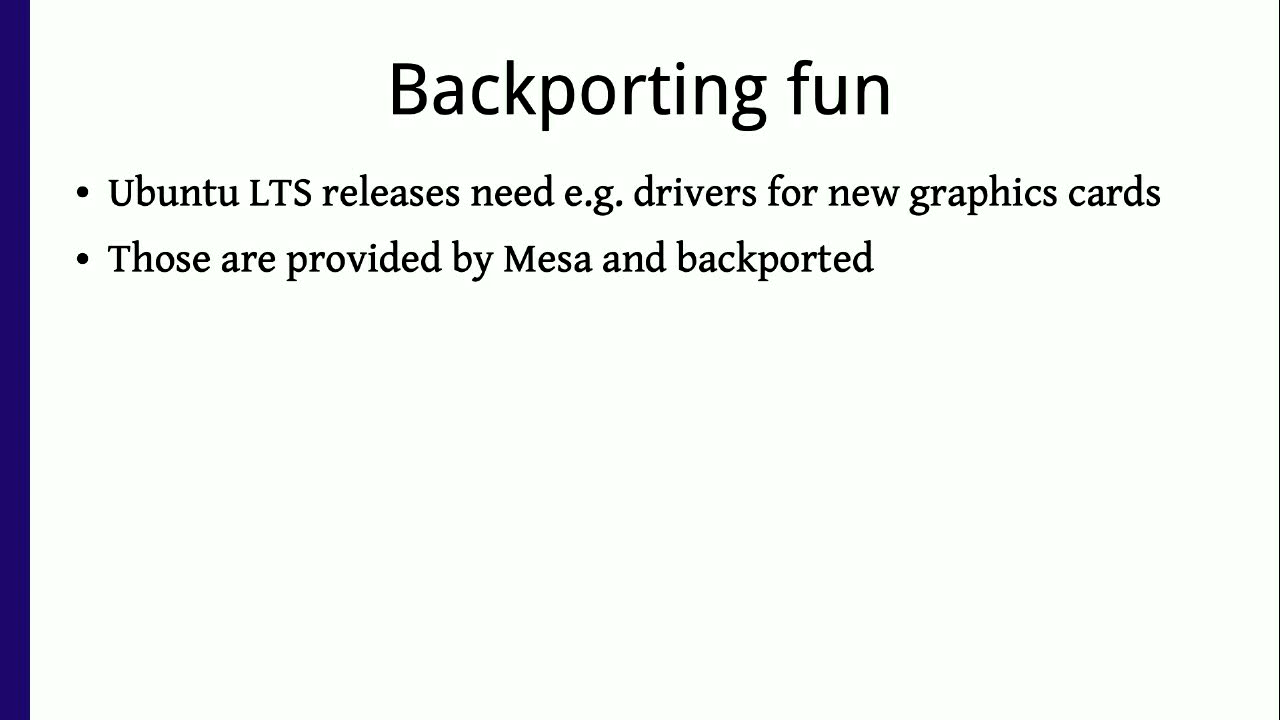 Backporting fun
• Ubuntu LTS releases need e.g. drivers for new graphics cards
• Those are provided by Mesa and backported